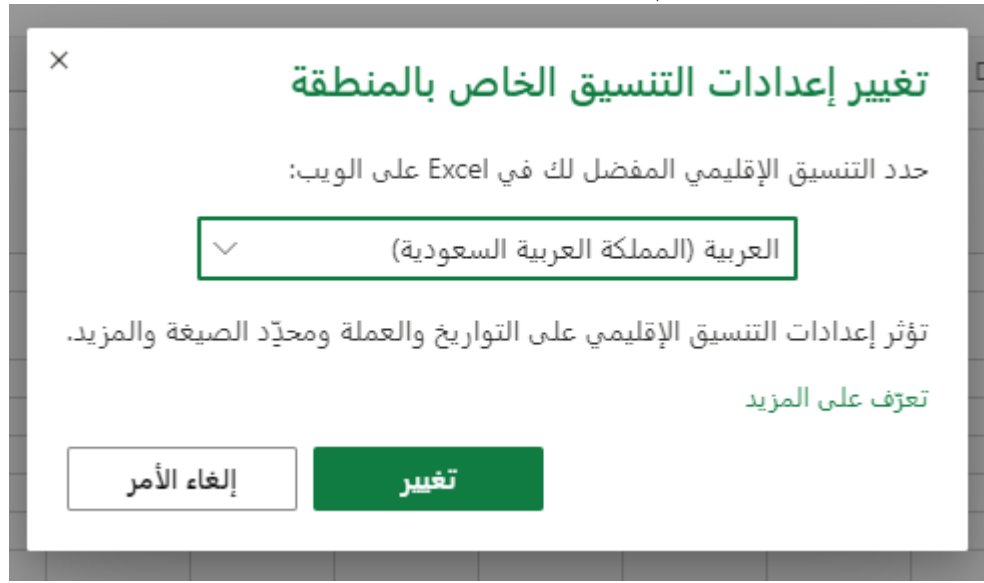 تغيير إعدادات التنسيق الخاص بالمنطقة
حدد التنسيق الإقليمي المفضل لك في Excel على الويب:
العربية (المملكة العربية السعودية)
تؤثر إعدادات التنسيق الإقليمي على التواريخ والعملة ومحدِّد الصيغة والمزيد.
تعرّف على المزيد
تغيير
إلغاء الأمر